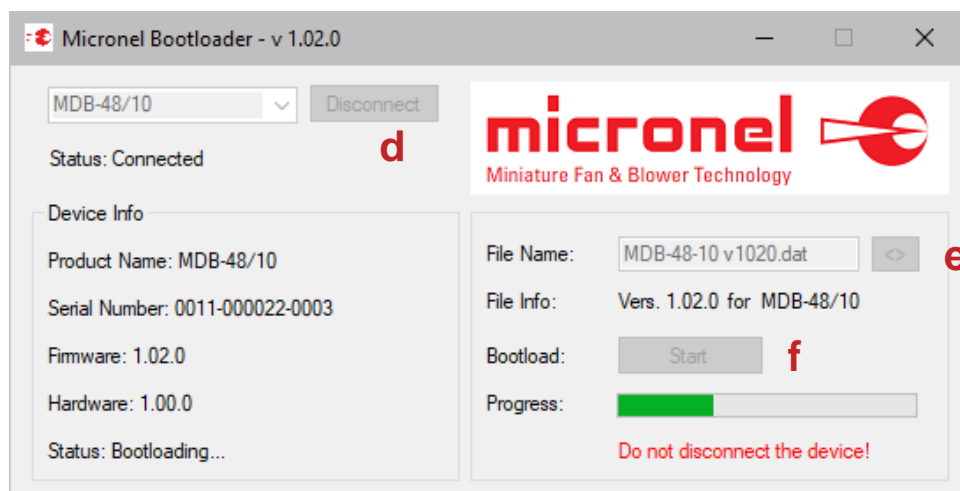 Micronel Bootloader - v 1.02.0
MDB-48/10
Disconnect
d
Status: Connected
micronel
Miniature Fan & Blower Technology
Device Info
Product Name: MDB-48/10
Serial Number: 0011-000022-0003
Firmware: 1.02.0
Hardware: 1.00.0
Status: Bootloading...
File Name:
MDB-48-10 v1020.dat
<>
e
File Info:
Vers. 1.02.0 for MDB-48/10
Bootload:
Start
f
Progress:
Do not disconnect the device!